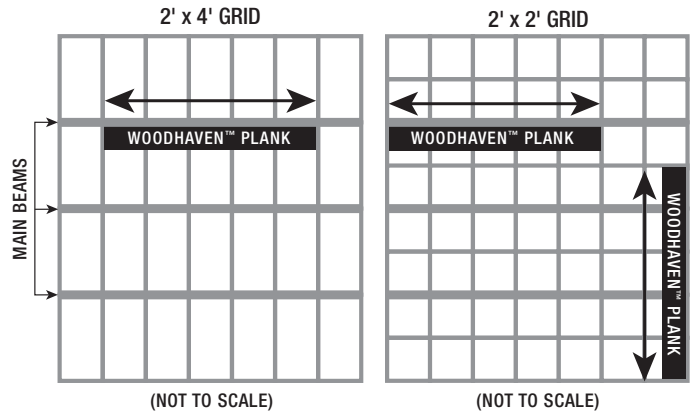 2' x 4' GRID
WOODHAVEN™ PLANK
MAIN BEAMS
(NOT TO SCALE)
2' x 2' GRID
WOODHAVEN™ PLANK
WOODHAVEN™ PLANK
(NOT TO SCALE)